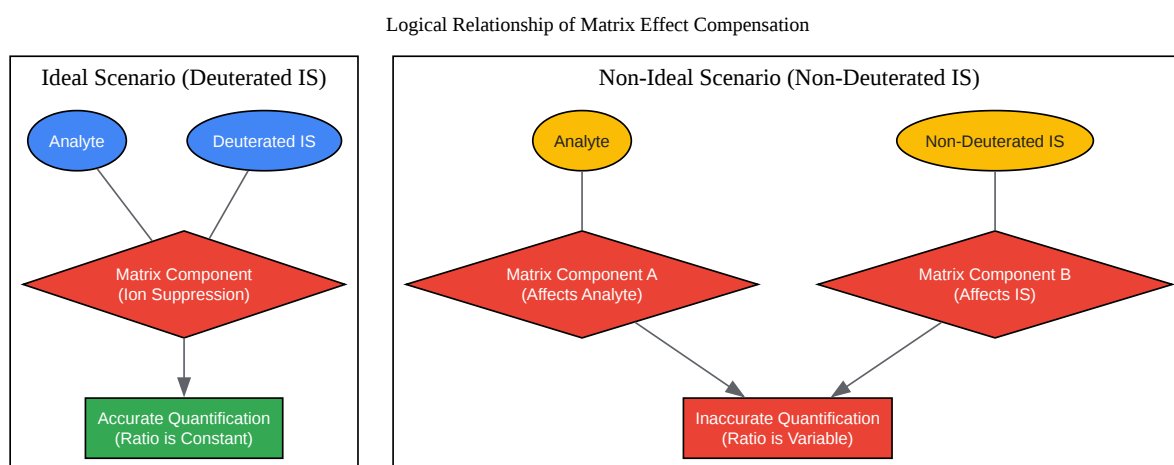 Logical Relationship of Matrix Effect Compensation
Ideal Scenario (Deuterated IS)
Analyte
Deuterated IS
Matrix Component
(Ion Suppression)
Accurate Quantification
(Ratio is Constant)
Non-Ideal Scenario (Non-Deuterated IS)
Analyte
Non-Deuterated IS
Matrix Component A
(Affects Analyte)
Matrix Component B
(Affects IS)
Inaccurate Quantification
(Ratio is Variable)